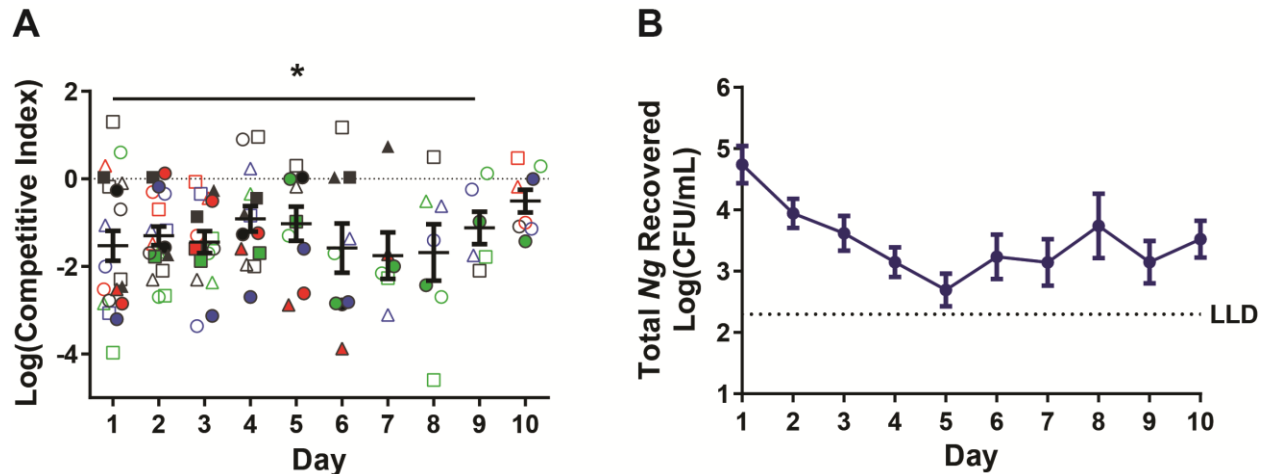 A
Log(Competitive Index)
2
0
-2
-4
*
1 2 3 4 5 6 7 8 9 10
Day
B
Total Ng Recovered
Log(CFU/mL)
6
5
4
3
2
1
LLD
1 2 3 4 5 6 7 8 9 10
Day